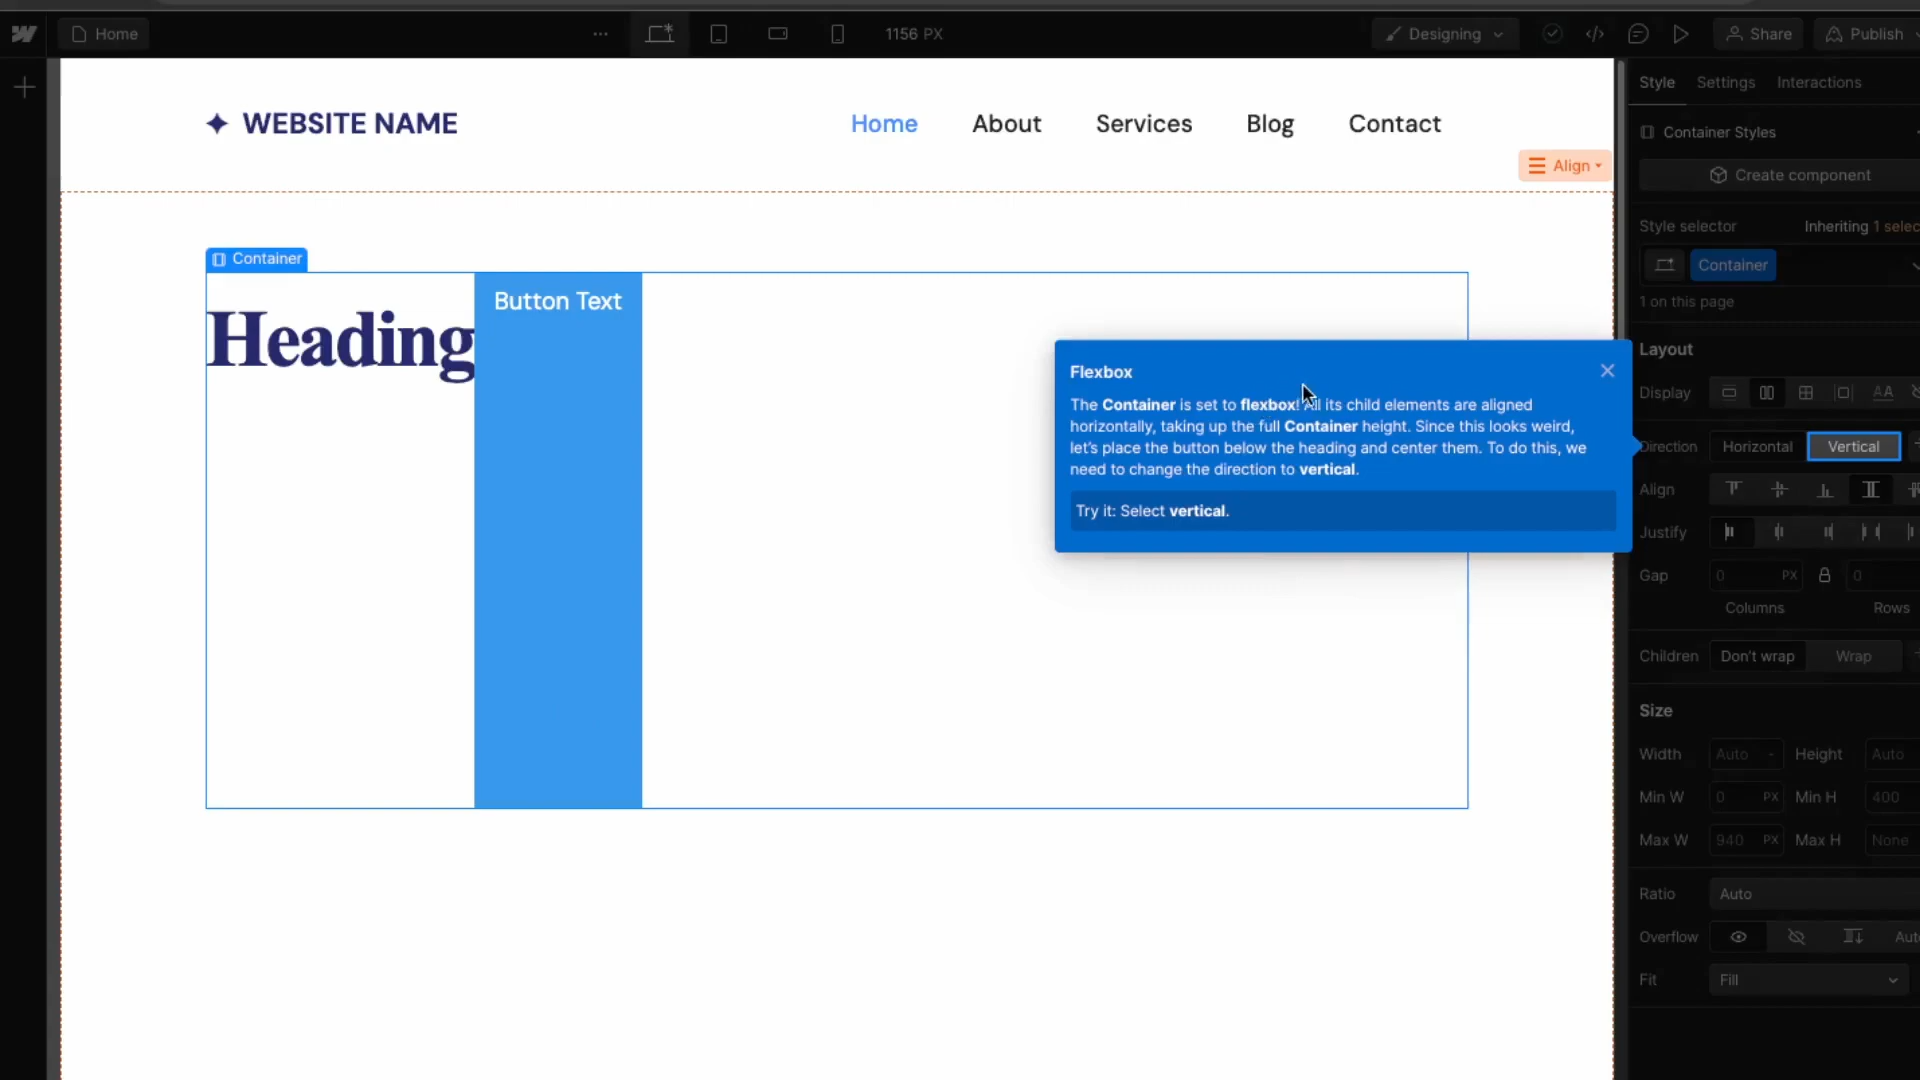 Home
1156 PX
Designing
Share
Publish
WEBSITE NAME
Home
About
Services
Blog
Contact
Align
Container
Heading
Button Text
Flexbox
The Container is set to flexbox! All its child elements are aligned
horizontally, taking up the full Container height. Since this looks weird,
let's place the button below the heading and center them. To do this, we
need to change the direction to vertical.
Try it: Select vertical.
Style
Settings
Interactions
Container Styles
Create component
Style selector
Inheriting 1 selec
Container
1 on this page
Layout
Display
AA
Direction
Horizontal
Vertical
Align
Justify
Gap
0 PX
0
Columns
Rows
Children
Don't wrap
Wrap
Size
Width
Auto -
Height
Auto
Min W
0 PX
Min H
400
Max W
940 PX
Max H
None
Ratio
Auto
Overflow
Aut
Fit
Fill